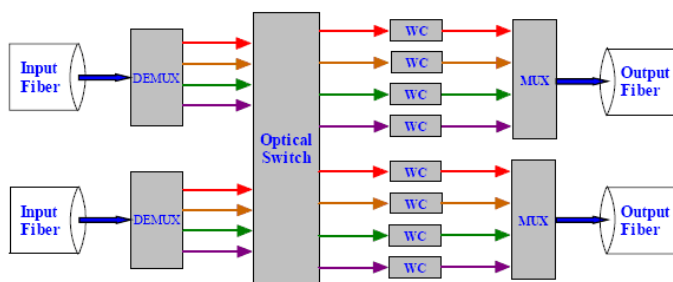 Input
Fiber
DEMUX
Optical
Switch
WC
WC
WC
WC
MUX
Output
Fiber
Input
Fiber
DEMUX
WC
WC
WC
WC
MUX
Output
Fiber